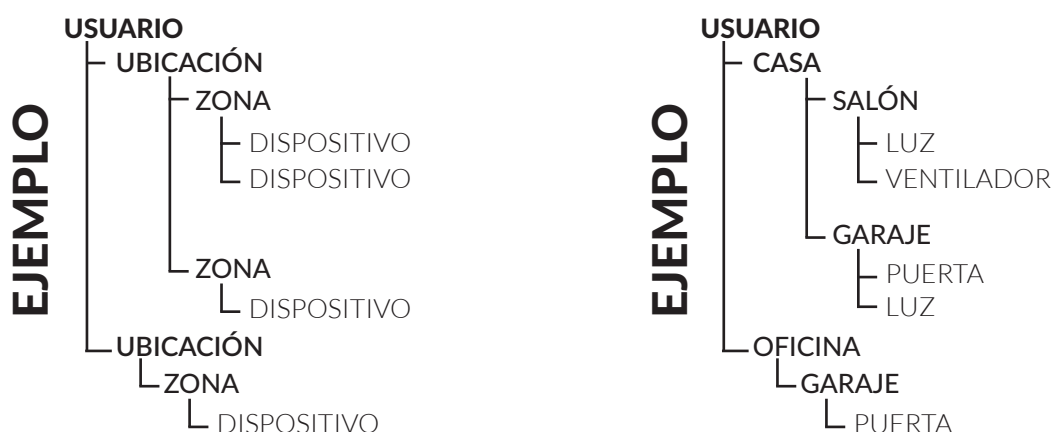 EJEMPLO
USUARIO
UBICACIÓN
ZONA
DISPOSITIVO
DISPOSITIVO
ZONA
DISPOSITIVO
UBICACIÓN
ZONA
DISPOSITIVO
EJEMPLO
USUARIO
CASA
SALÓN
LUZ
VENTILADOR
GARAJE
PUERTA
LUZ
OFICINA
GARAJE
PUERTA